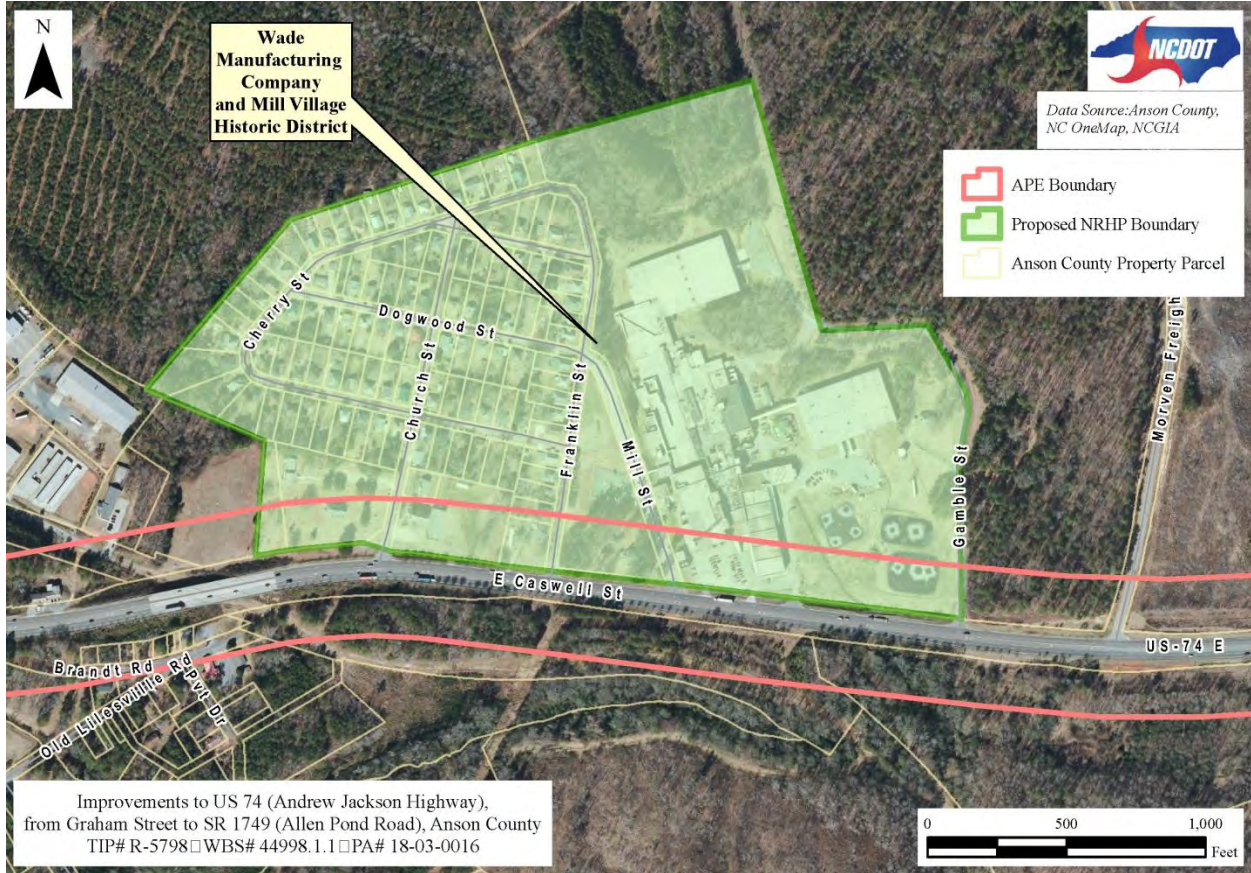 N
Wade
Manufacturing
Company
and Mill Village
Historic District
NCDOT
Data Source:Anson County,
NC OneMap, NCGIA
APE Boundary
Proposed NRHP Boundary
Anson County Property Parcel
Cherry St
Dogwood St
Church St
Franklin St
Mill St
Gamble St
Morven Freigh
E Caswell St
US-74 E
Brandt Rd
Old Lilesville Rd
Pvt Dr
Improvements to US 74 (Andrew Jackson Highway),
from Graham Street to SR 1749 (Allen Pond Road), Anson County
TIP# R-5798□WBS# 44998.1.1□PA# 18-03-0016
0 500 1,000
Feet